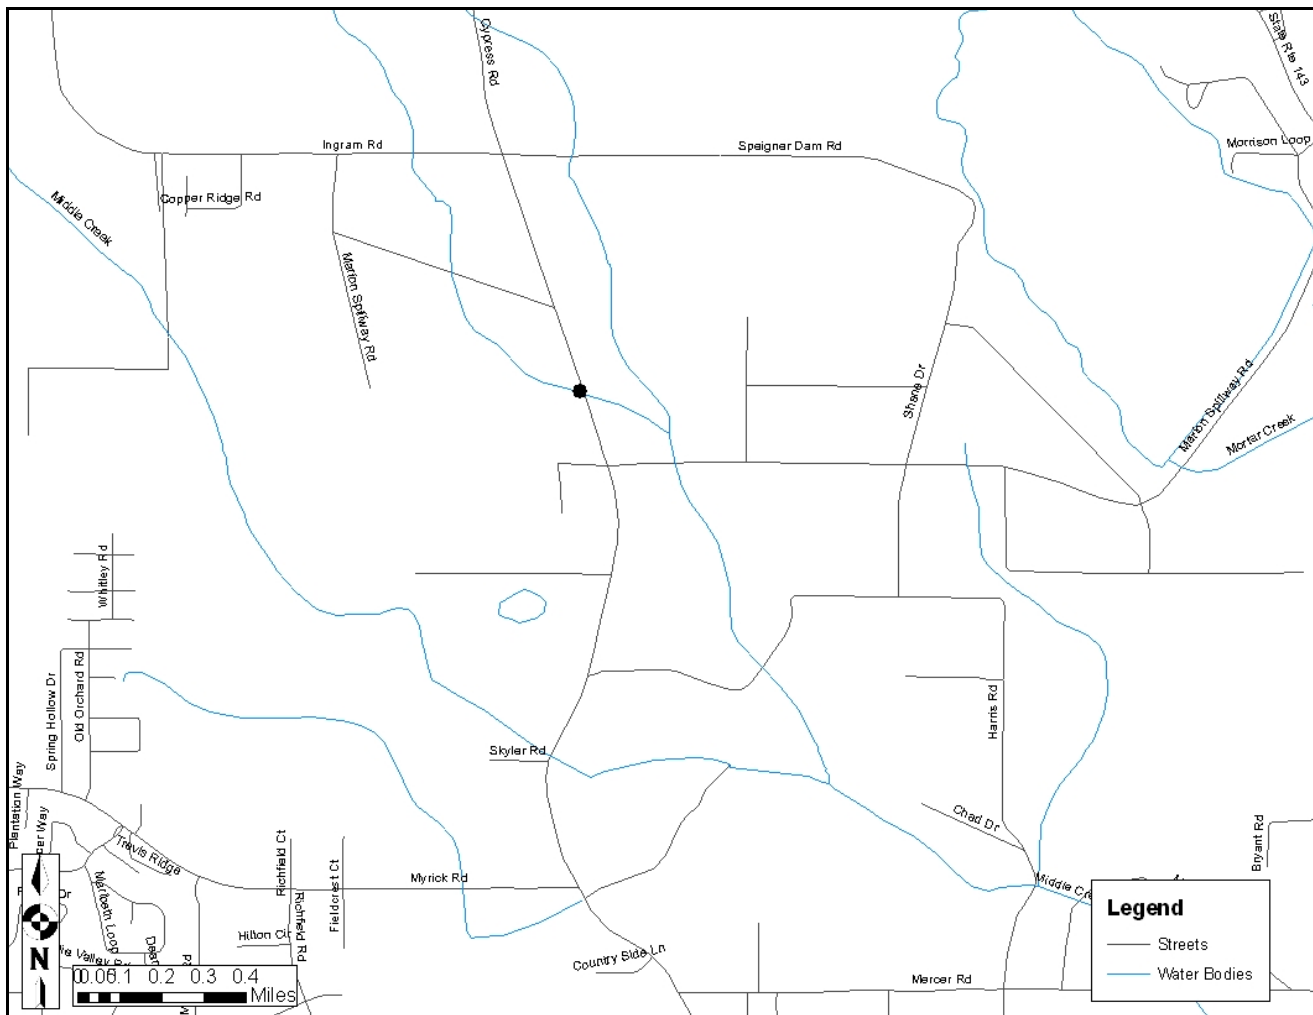 Cypress Rd
State Rte 143
Ingram Rd
Speigner Dam Rd
Morrison Loop
Copper Ridge Rd
Middle Creek
Marion Spillway Rd
Shane Dr
Marion Spillway Rd
Mortar Creek
Whitley Rd
Spring Hollow Dr
Old Orchard Rd
Harris Rd
Skyler Rd
Plantation Way
Chad Dr
Bryant Rd
Travis Ridge
Richfield Ct
Fieldcrest Ct
Myrick Rd
Maribeth Loop
Richfield Rd
Hilton Cir
Country Side Ln
Mercer Rd
Dr
N
0 0.05 0.1 0.2 0.3 0.4
Miles
Legend
Streets
Water Bodies